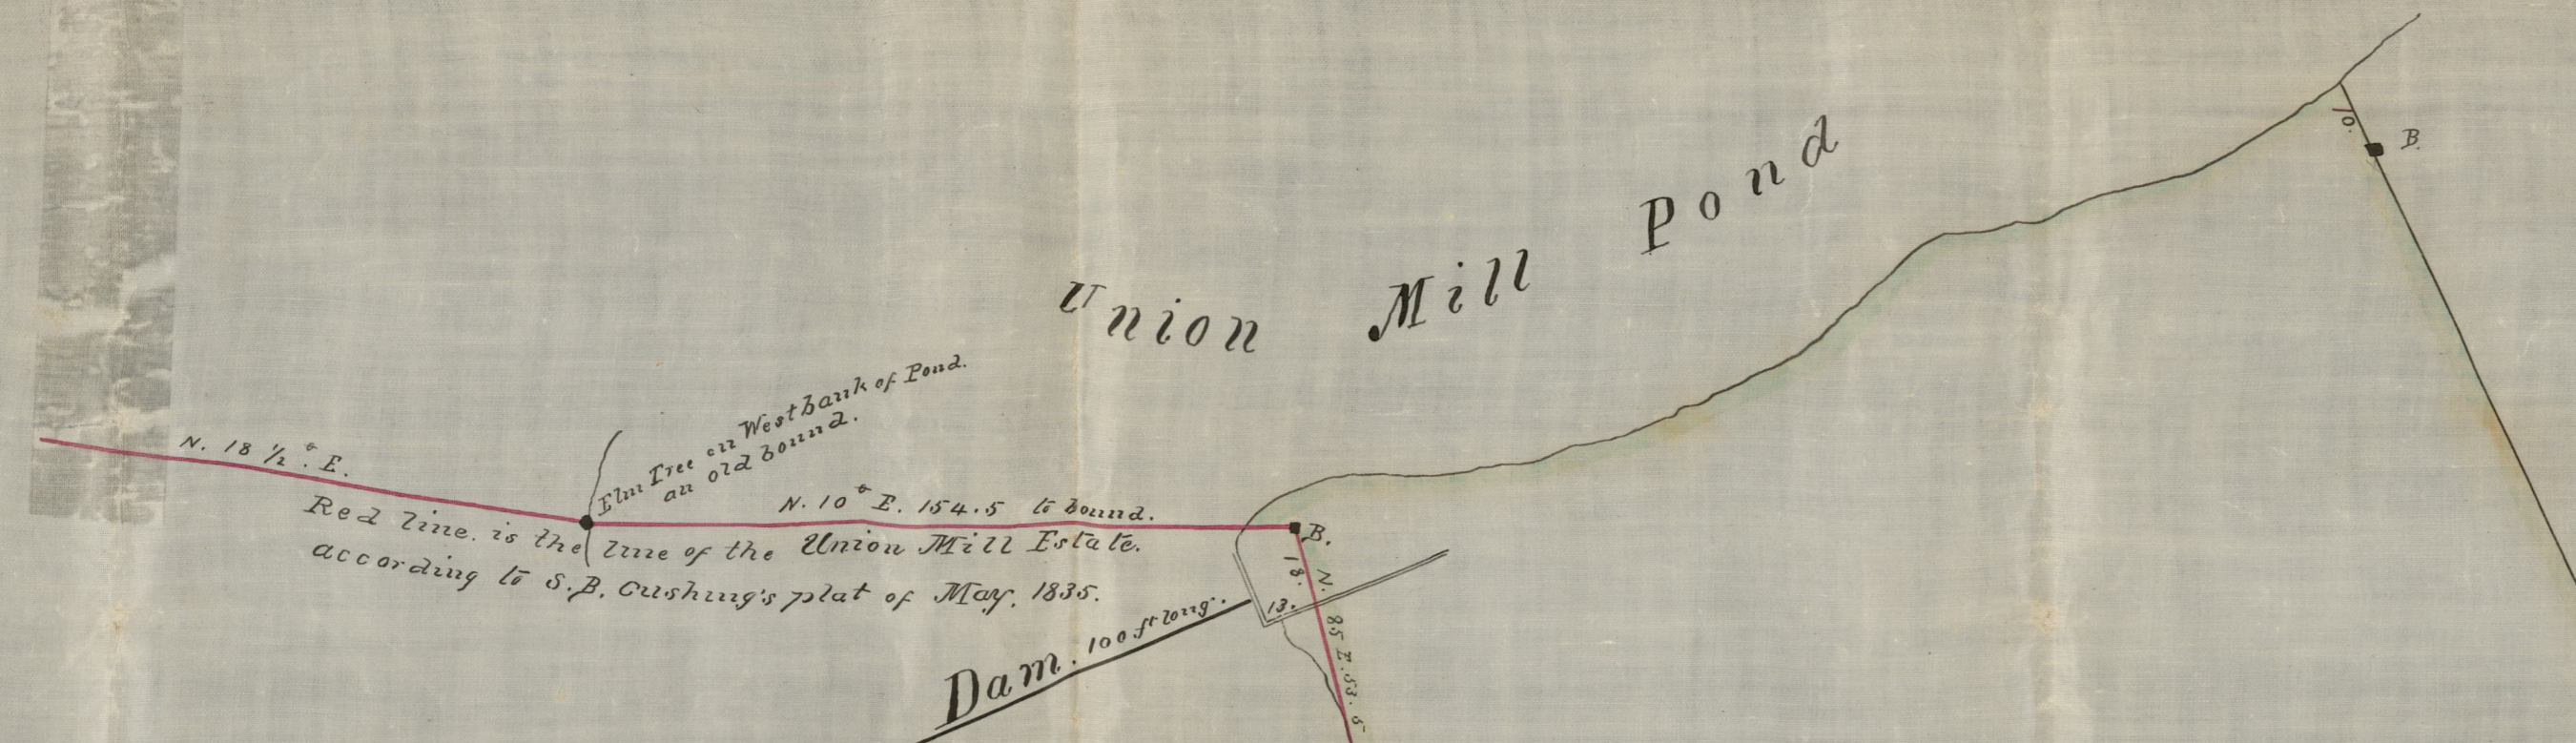 10.
B.
Union Mill Pond
N. 18 1/2° E.
Elm Tree on West bank of Pond.
an old bound.
N. 10° E. 154.5 to bound.
B.
Red line. is the line of the Union Mill Estate.
according to S.B. Cushing's plat of May. 1835.
18.
N. 85 E. 53.5
13.
Dam. 100 ft long.